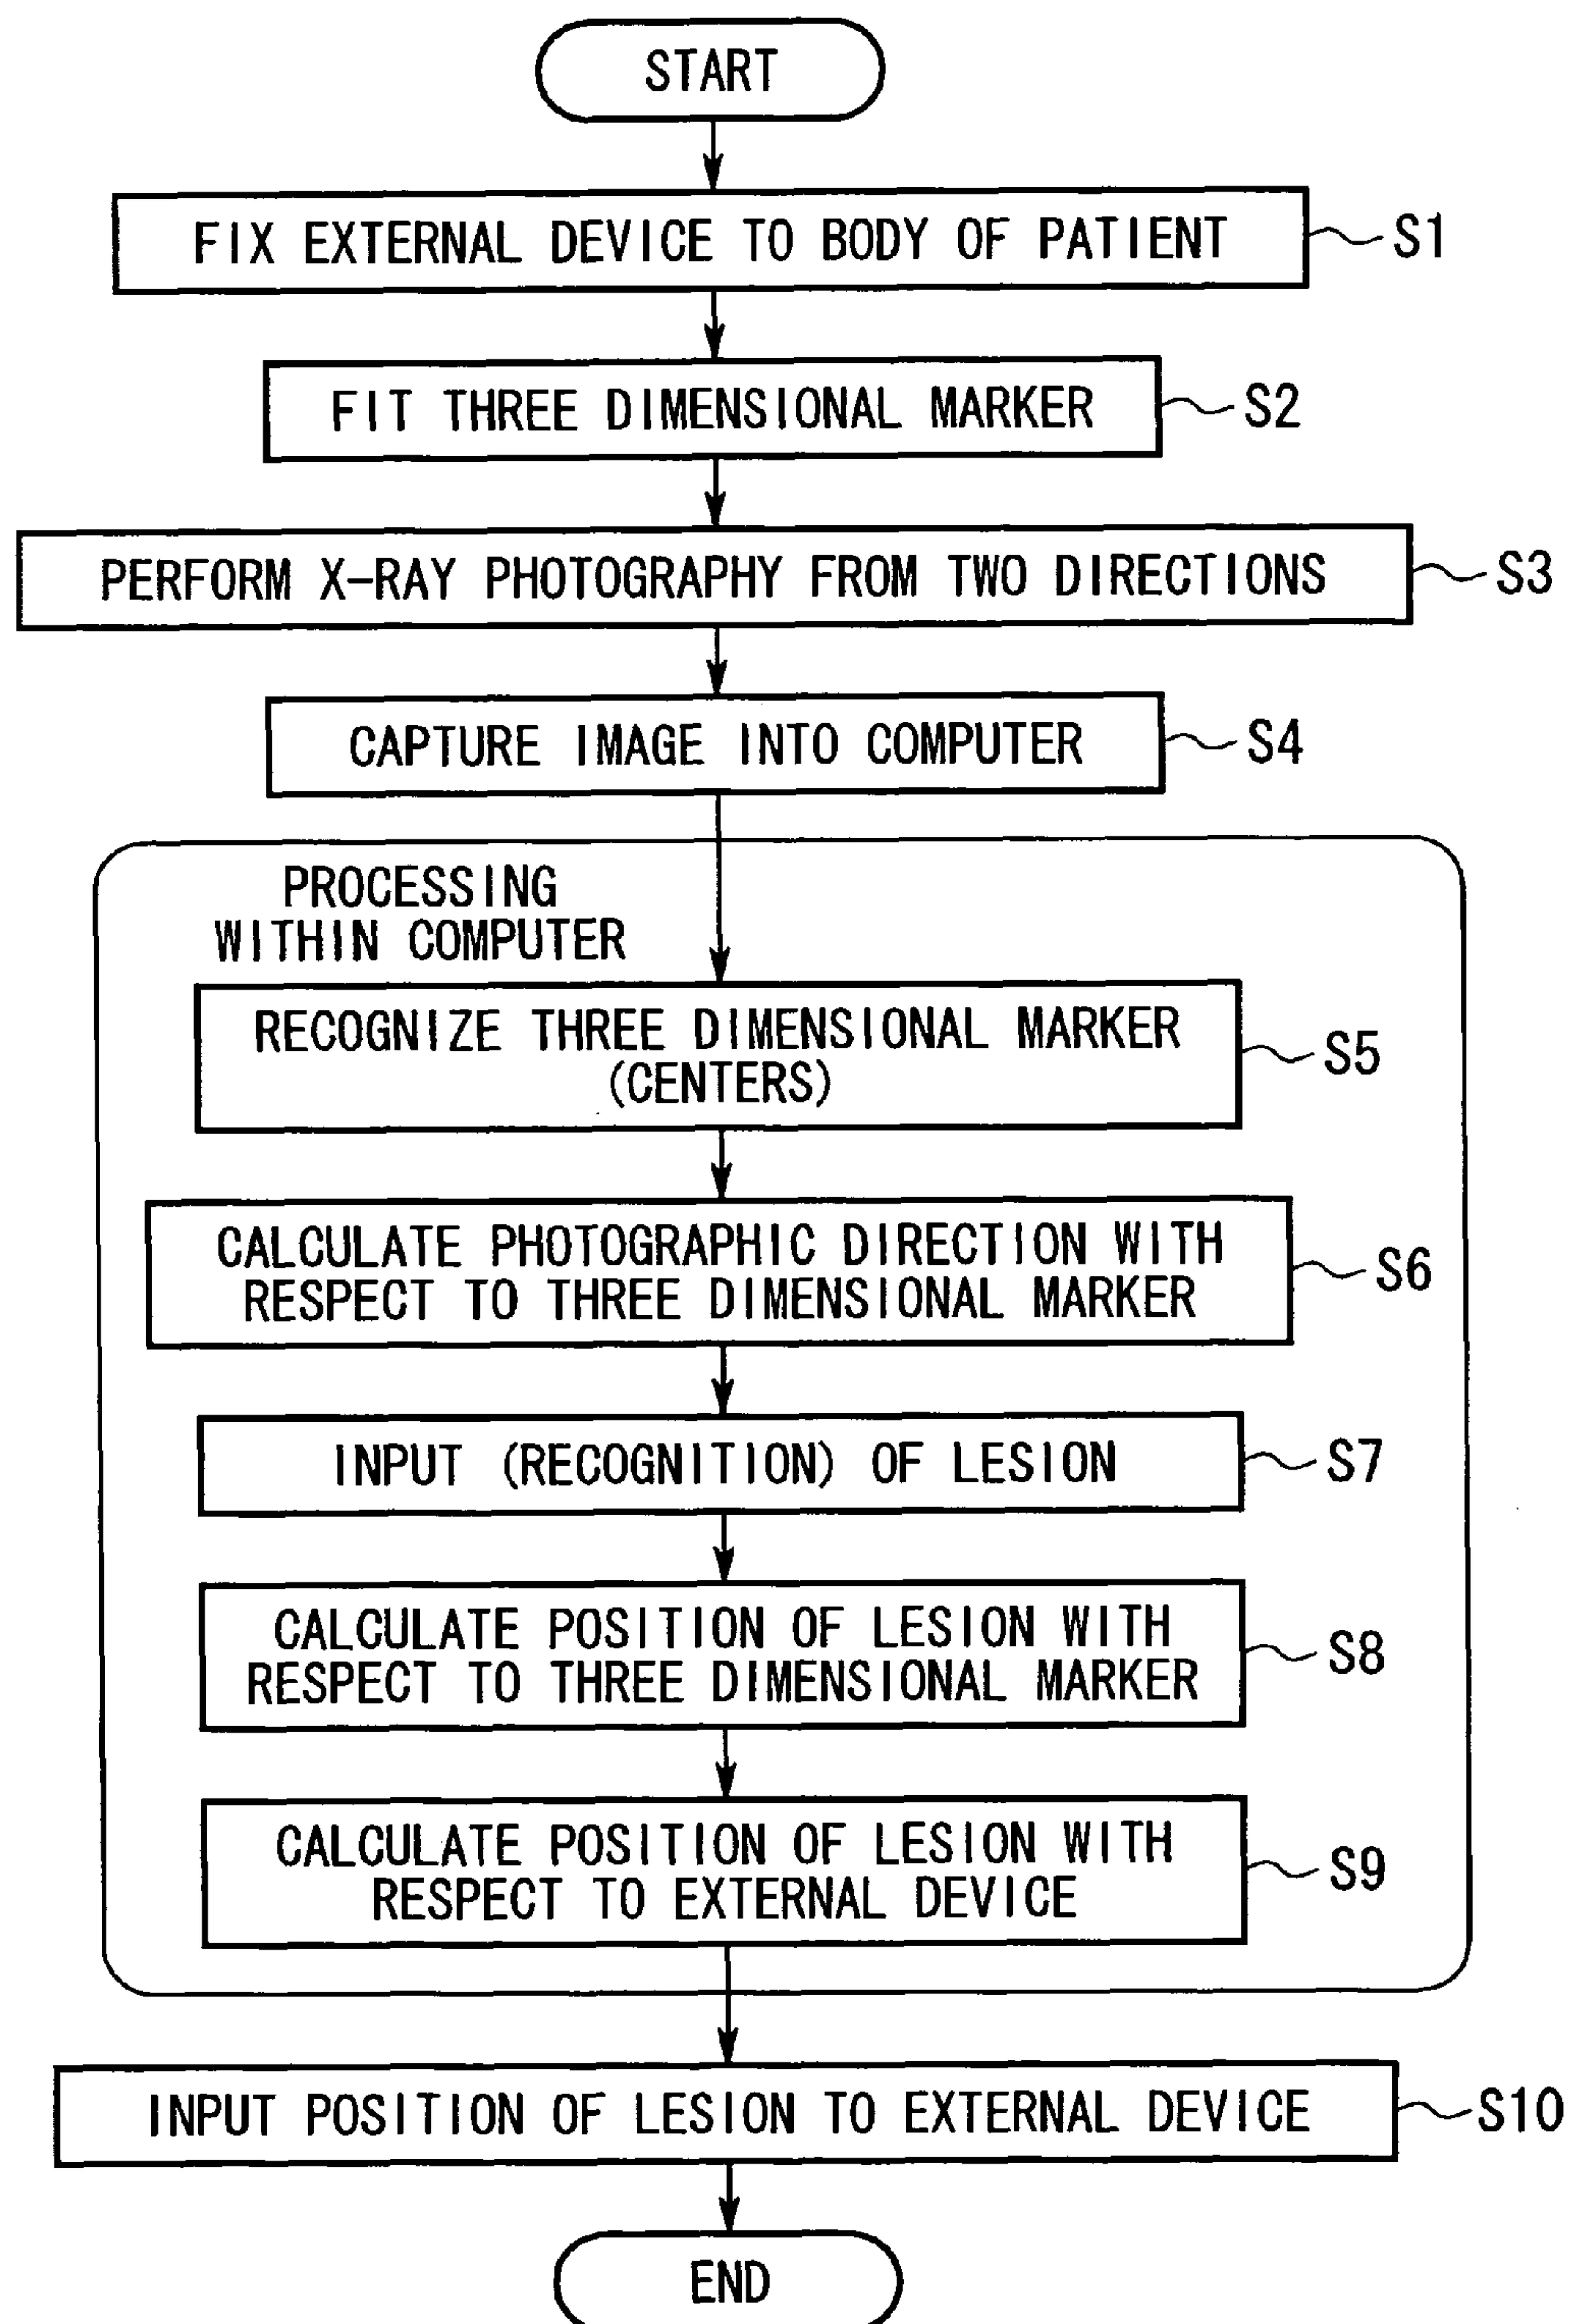 START
FIX EXTERNAL DEVICE TO BODY OF PATIENT
S1
FIT THREE DIMENSIONAL MARKER
S2
PERFORM X-RAY PHOTOGRAPHY FROM TWO DIRECTIONS
S3
CAPTURE IMAGE INTO COMPUTER
S4
PROCESSING
WITHIN COMPUTER
RECOGNIZE THREE DIMENSIONAL MARKER
(CENTERS)
S5
CALCULATE PHOTOGRAPHIC DIRECTION WITH
RESPECT TO THREE DIMENSIONAL MARKER
S6
INPUT (RECOGNITION) OF LESION
S7
CALCULATE POSITION OF LESION WITH
RESPECT TO THREE DIMENSIONAL MARKER
S8
CALCULATE POSITION OF LESION WITH
RESPECT TO EXTERNAL DEVICE
S9
INPUT POSITION OF LESION TO EXTERNAL DEVICE
S10
END